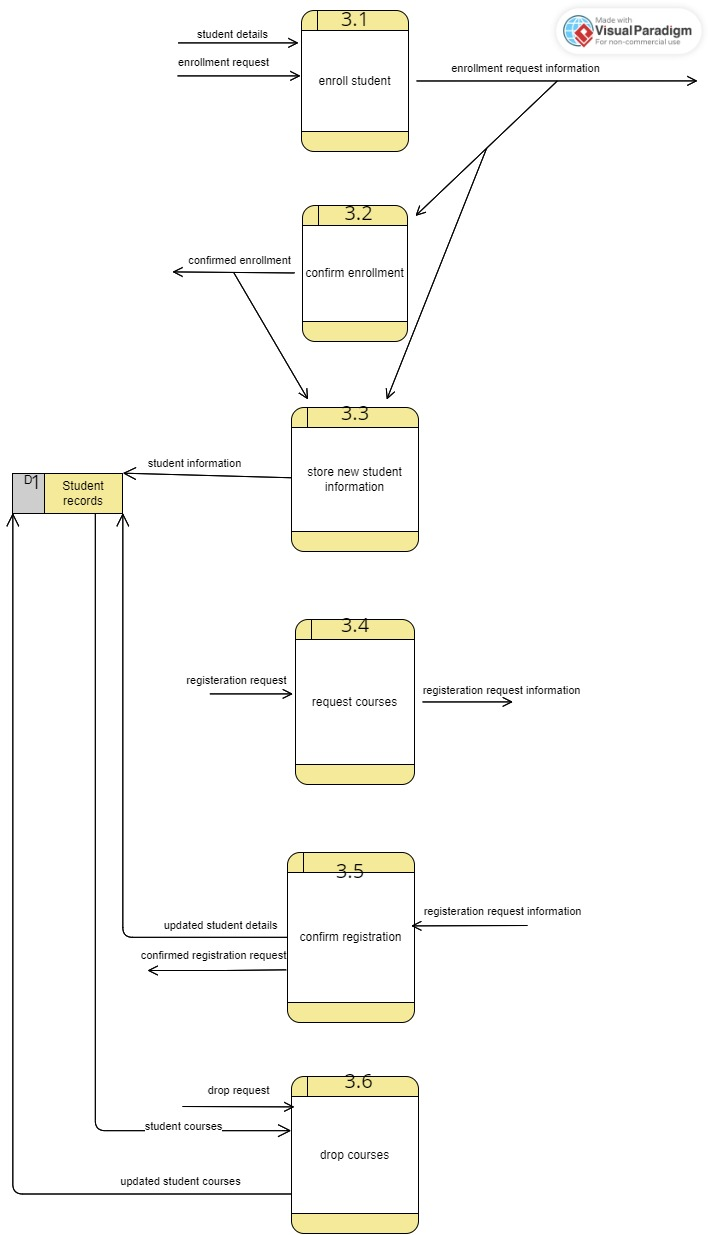 3.1
Made with
VisualParadigm
For non-commercial use
student details
enrollment request
enroll student
enrollment request information
3.2
confirmed enrollment
confirm enrollment
3.3
student information
store new student
information
D1
Student
records
3.4
registeration request
request courses
registeration request information
3.5
registeration request information
updated student details
confirm registration
confirmed registration request
3.6
drop request
student courses
drop courses
updated student courses